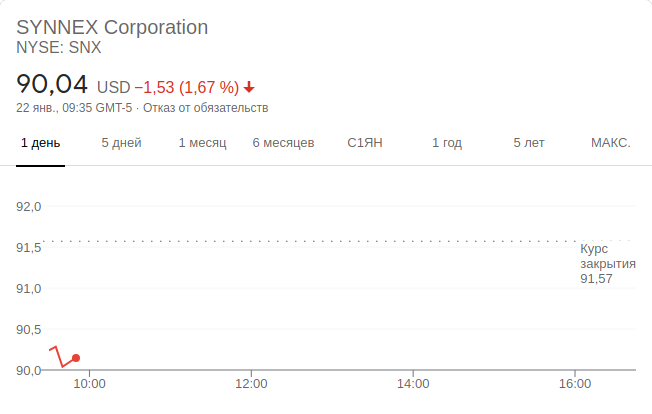 SYNNEX Corporation
NYSE: SNX
90,04 USD −1,53 (1,67 %)
22 янв., 09:35 GMT-5 · Отказ от обязательств
1 день 5 дней 1 месяц 6 месяцев С1ЯН 1 год 5 лет МАКС.
92,0
91,5
Курс
закрытия
91,57
91,0
90,5
90,0
10:00 12:00 14:00 16:00